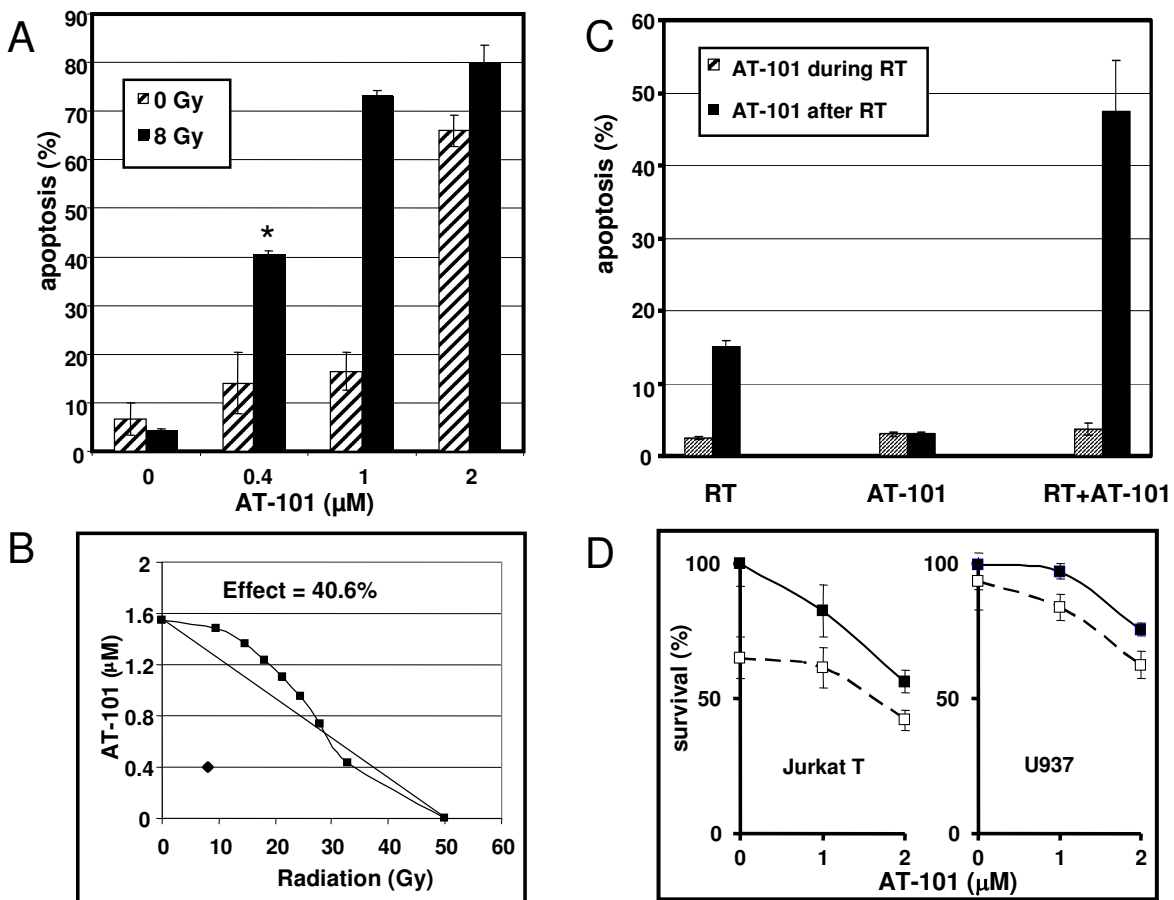 A
90
80
70
60
50
40
30
20
10
0
apoptosis (%)
0 Gy
8 Gy
*
0 0.4 1 2
AT-101 (µM)
B
2
1.6
1.2
0.8
0.4
0
AT-101 (µM)
Effect = 40.6%
0 10 20 30 40 50 60
Radiation (Gy)
C
60
50
40
30
20
10
0
apoptosis (%)
AT-101 during RT
AT-101 after RT
RT AT-101 RT+AT-101
D
survival (%)
100
50
0
Jurkat T
0 1 2
100
50
0
U937
0 1 2
AT-101 (µM)